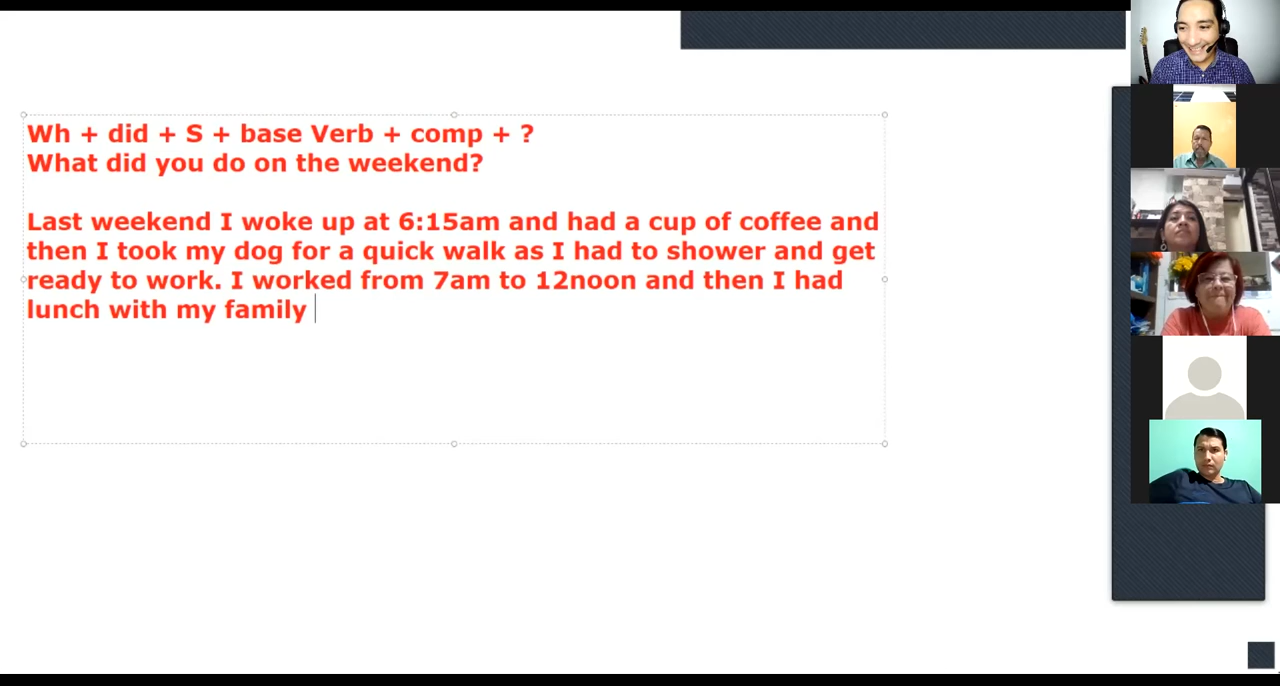 Wh + did + S + base Verb + comp + ?
What did you do on the weekend?
Last weekend I woke up at 6:15am and had a cup of coffee and
then I took my dog for a quick walk as I had to shower and get
ready to work. I worked from 7am to 12noon and then I had
lunch with my family